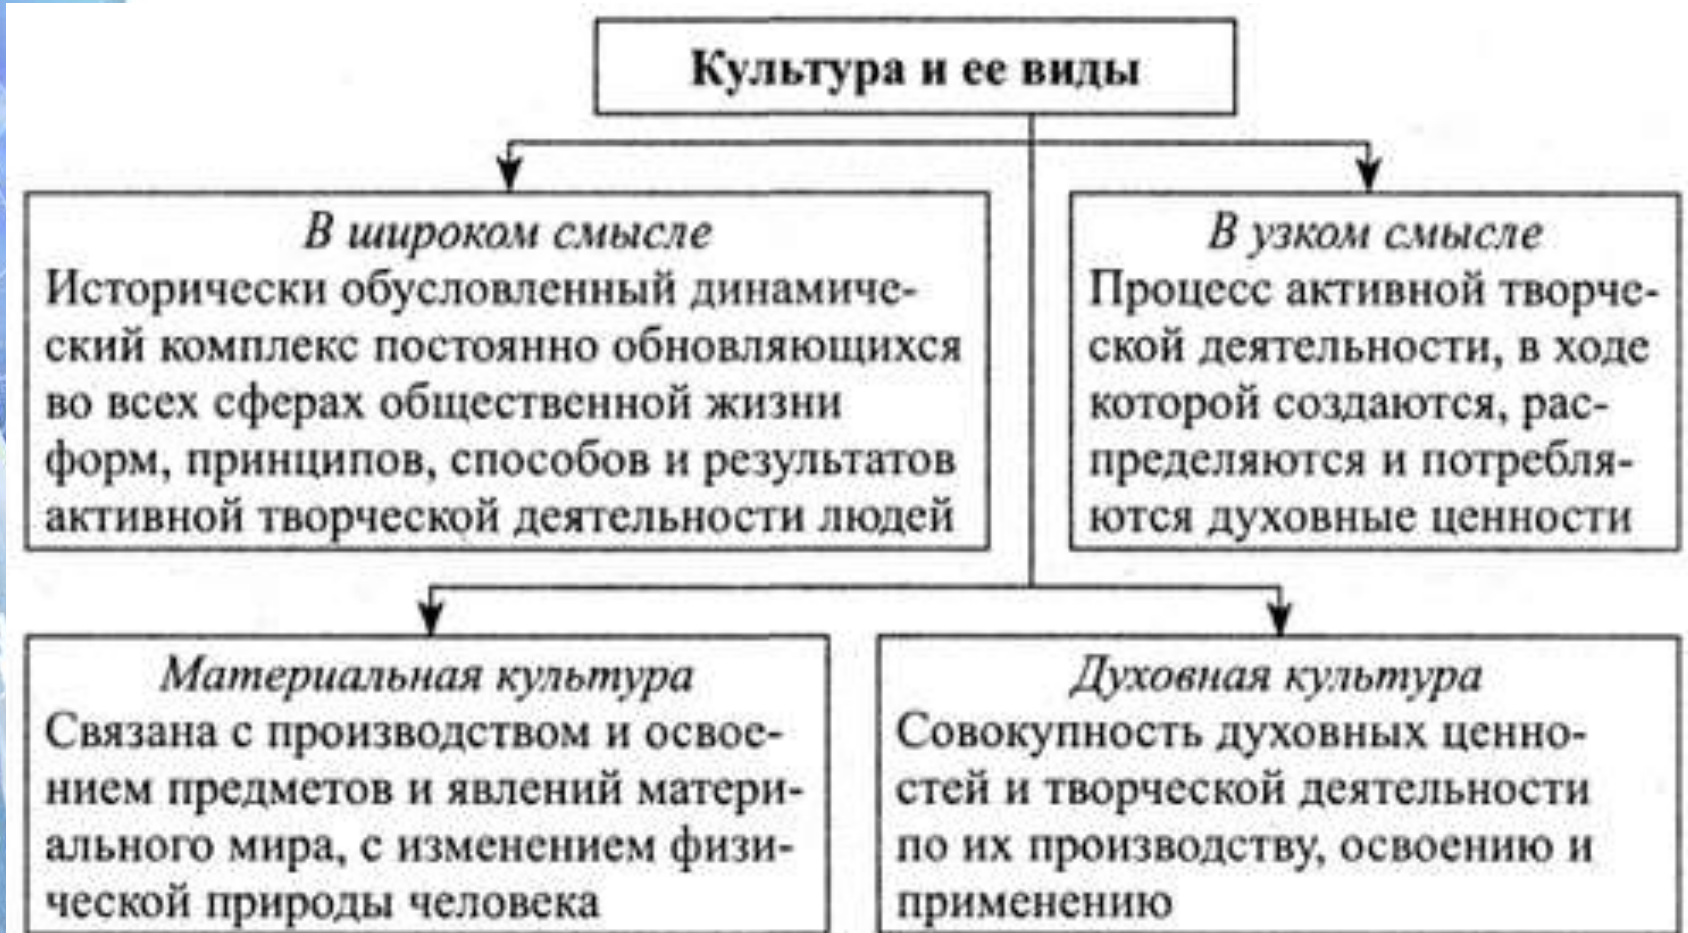 Культура и ее виды
В широком смысле
Исторически обусловленный динамиче-
ский комплекс постоянно обновляющихся
во всех сферах общественной жизни
форм, принципов, способов и результатов
активной творческой деятельности людей
В узком смысле
Процесс активной творче-
ской деятельности, в ходе
которой создаются, рас-
пределяются и потребля-
ются духовные ценности
Материальная культура
Связана с производством и освое-
нием предметов и явлений матери-
ального мира, с изменением физи-
ческой природы человека
Духовная культура
Совокупность духовных ценно-
стей и творческой деятельности
по их производству, освоению и
применению